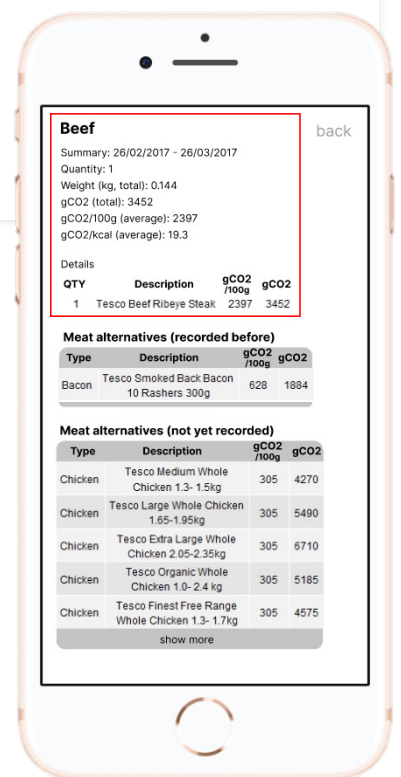 Beef
back
Summary: 26/02/2017 - 26/03/2017
Quantity: 1
Weight (kg, total): 0.144
gCO2 (total): 3452
gCO2/100g (average): 2397
gCO2/kcal (average): 19.3
Details
QTY Description gCO2 /100g gCO2
1 Tesco Beef Ribeye Steak 2397 3452
Meat alternatives (recorded before)
Type Description gCO2 /100g gCO2
Bacon Tesco Smoked Back Bacon 628 1884
10 Rashers 300g
Meat alternatives (not yet recorded)
Type Description gCO2 /100g gCO2
Chicken Tesco Medium Whole 305 4270
Chicken 1.3- 1.5kg
Chicken Tesco Large Whole Chicken 305 5490
1.65-1.95kg
Chicken Tesco Extra Large Whole 305 6710
Chicken 2.05-2.35kg
Chicken Tesco Organic Whole 305 5185
Chicken 1.0- 2.4 kg
Chicken Tesco Finest Free Range 305 4575
Whole Chicken 1.3- 1.7kg
show more